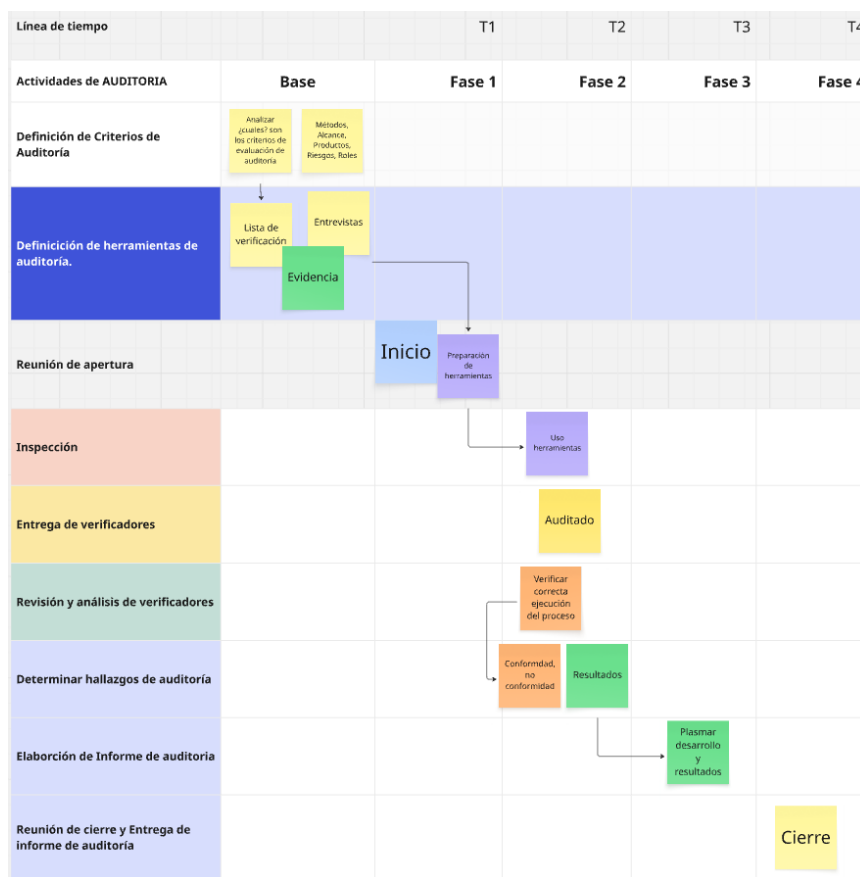 Línea de tiempo T1 T2 T3 T4
Actividades de AUDITORIA Base Fase 1 Fase 2 Fase 3 Fase 4
Definición de Criterios de
Auditoría
Analizar
¿cuales? son
los criterios de
evaluación de
auditoría
Métodos,
Alcance,
Productos,
Riesgos, Roles
Definicición de herramientas de
auditoría.
Lista de
verificación
Entrevistas
Evidencia
Reunión de apertura
Inicio
Preparación
de
herramientas
Inspección
Uso
herramientas
Entrega de verificadores
Auditado
Revisión y análisis de verificadores
Verificar
correcta
ejecución
del proceso
Determinar hallazgos de auditoría
Conformdad,
no
conformidad
Resultados
Elaborción de Informe de auditoria
Plasmar
desarrollo
y
resultados
Reunión de cierre y Entrega de
informe de auditoría
Cierre